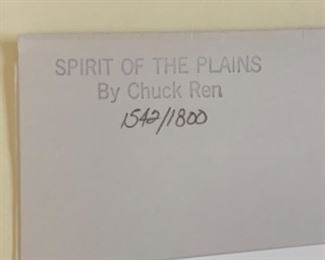 SPIRIT OF THE PLAINS
By Chuck Ren
1542/1800